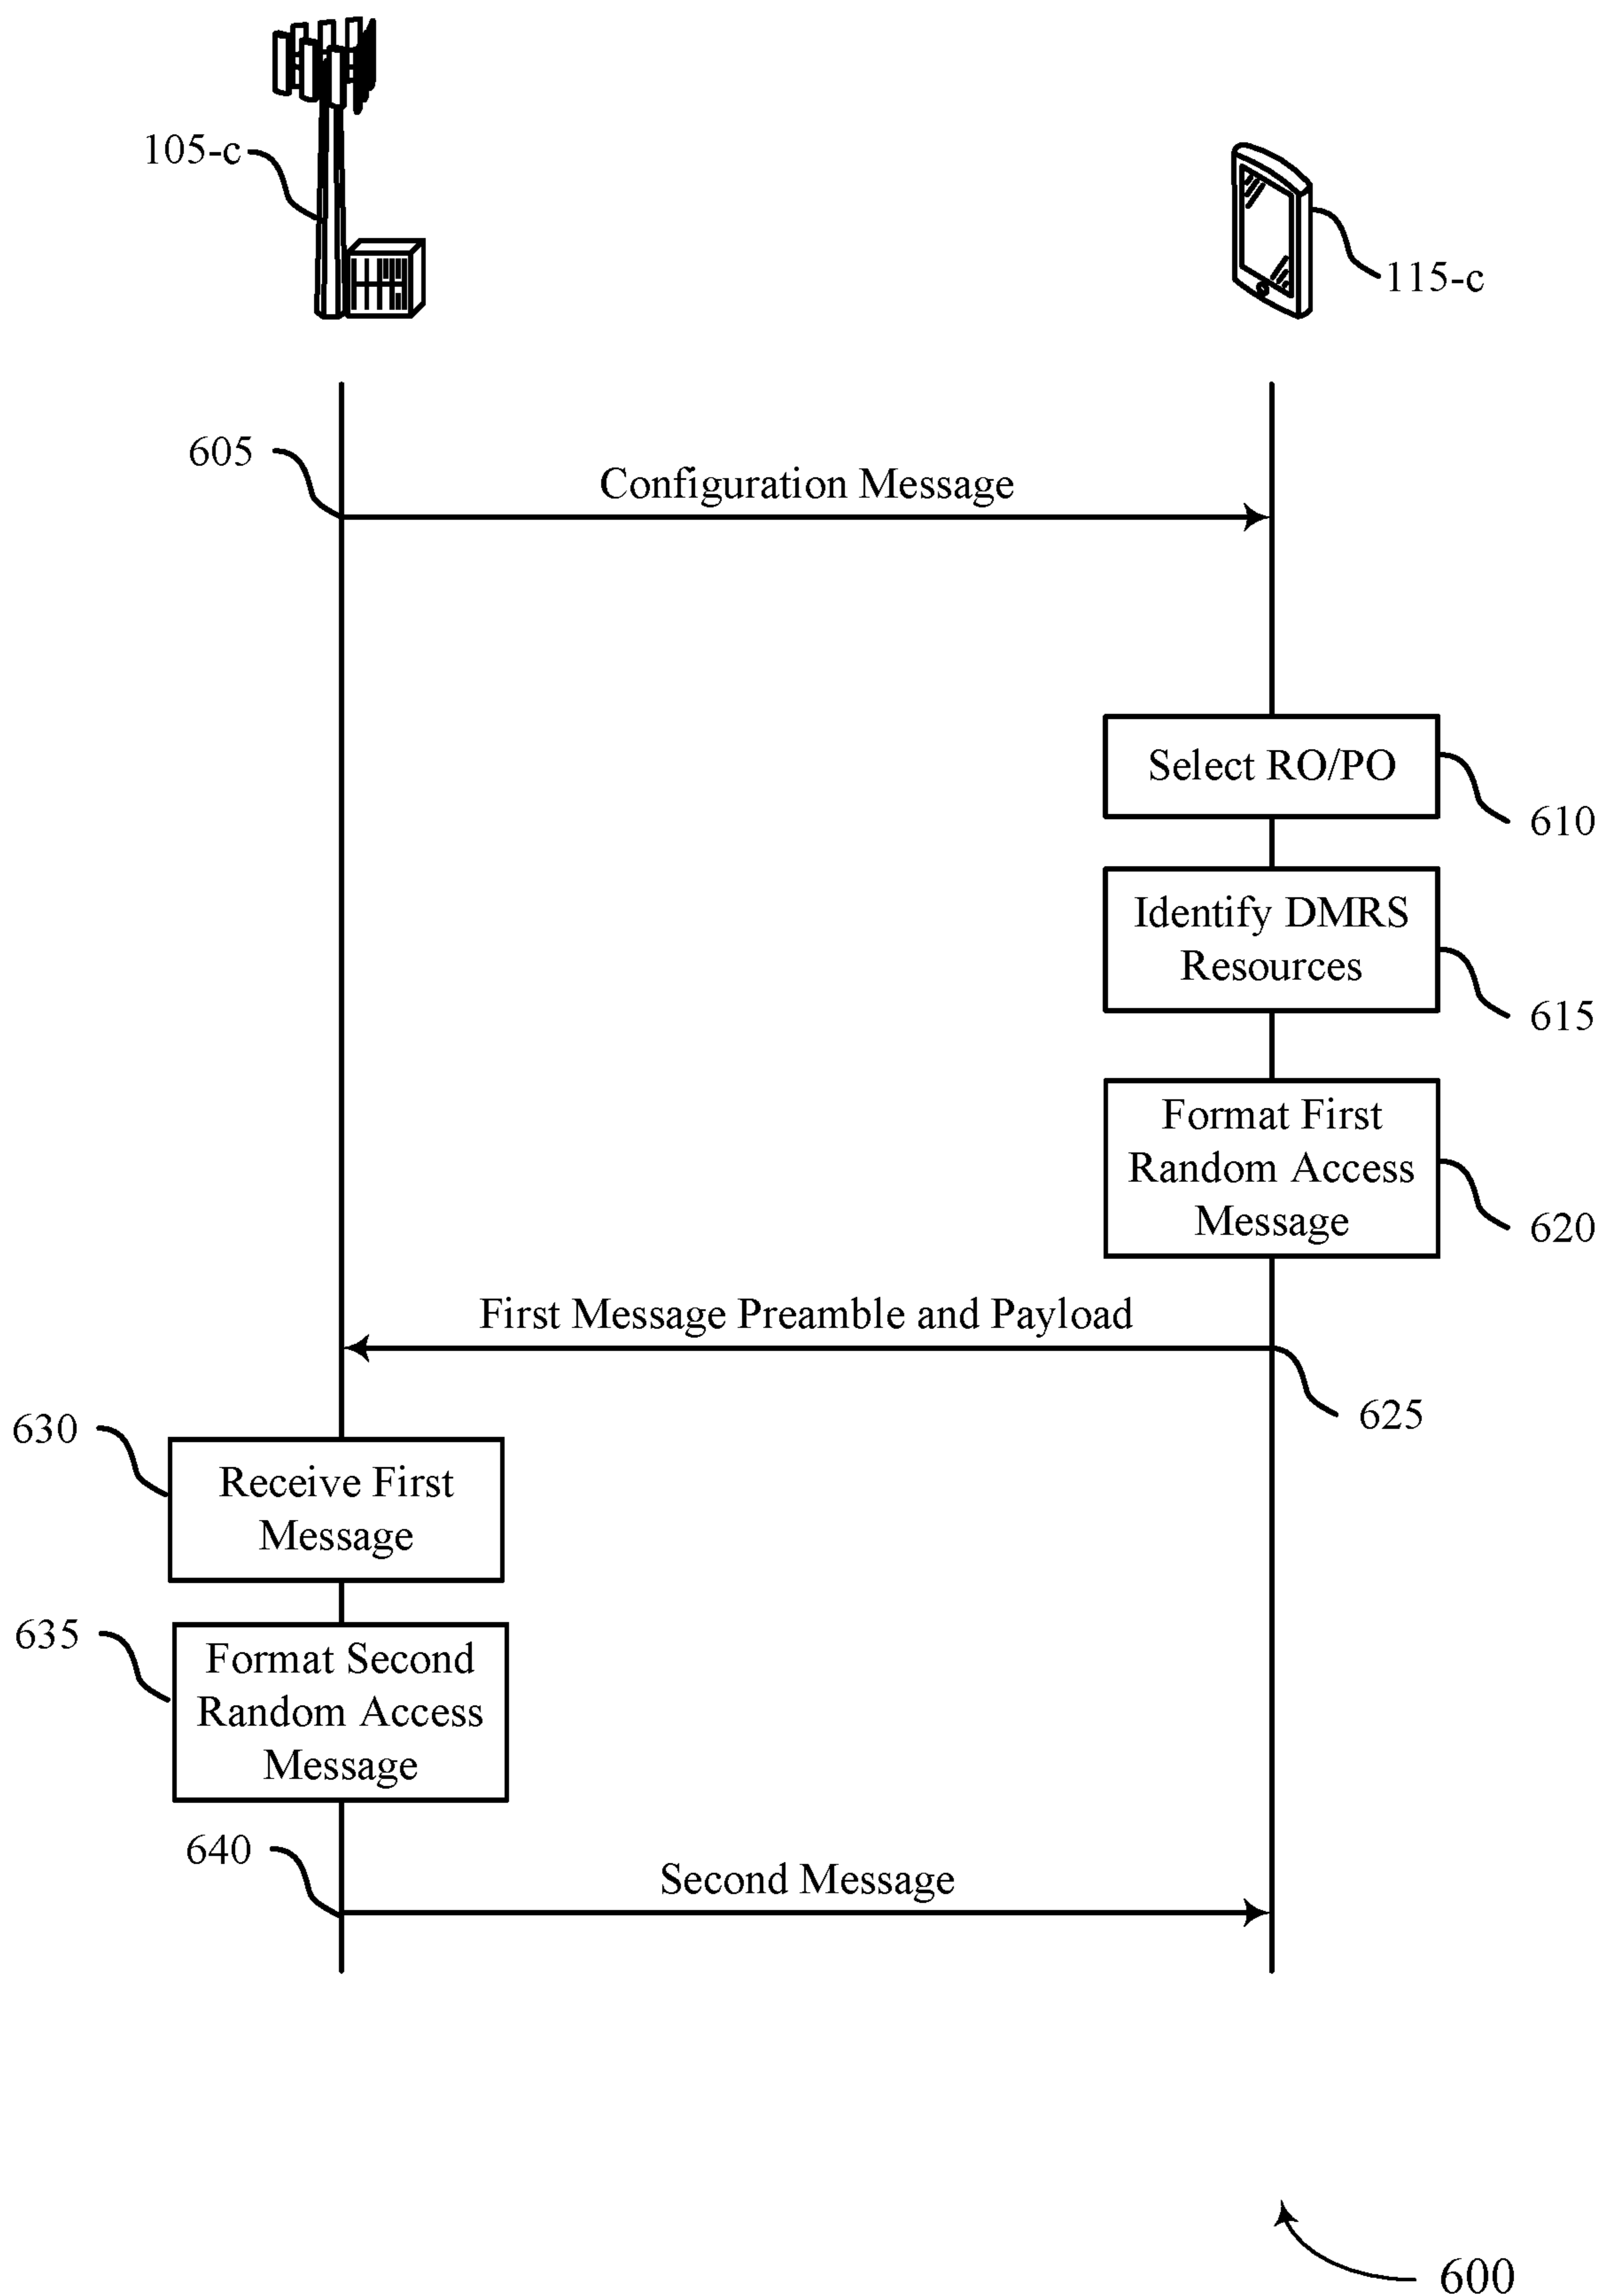 105-c
115-c
605
Configuration Message
Select RO/PO
610
Identify DMRS
Resources
615
Format First
Random Access
Message
620
First Message Preamble and Payload
625
630
Receive First
Message
635
Format Second
Random Access
Message
640
Second Message
600